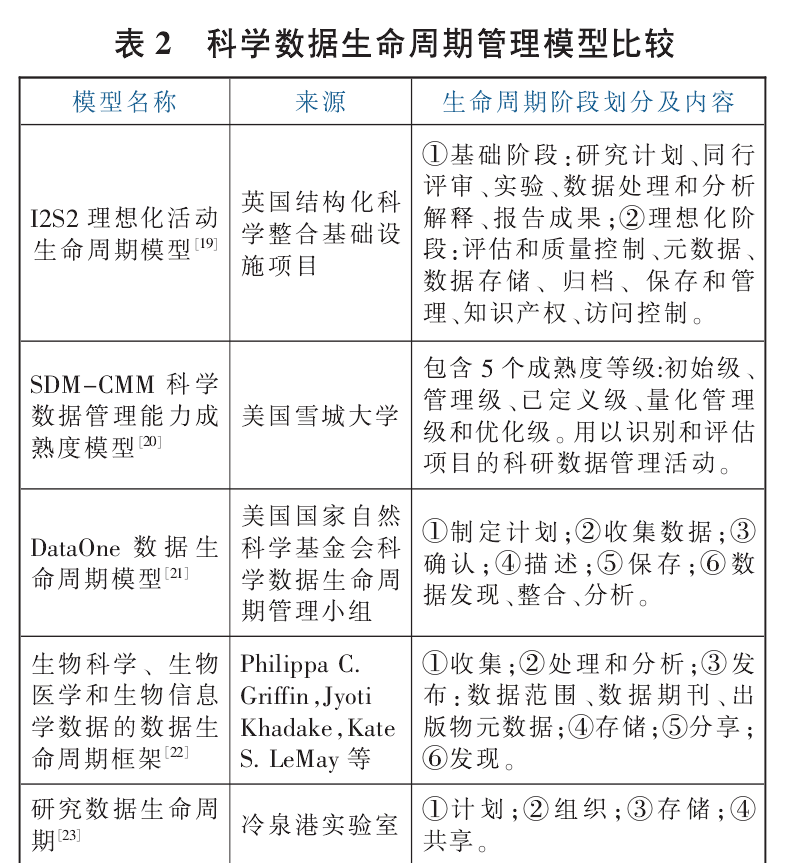 表 2　科学数据生命周期管理模型比较
模型名称
来源
生命周期阶段划分及内容
I2S2 理想化活动
生命周期模型[19]
英国结构化科
学整合基础设
施项目
①基础阶段:研究计划、同行
评审、实验、数据处理和分析
解释、报告成果;②理想化阶
段:评估和质量控制、元数据、
数据存储、归档、保存和管
理、知识产权、访问控制。
SDM-CMM 科学
数据管理能力成
熟度模型[20]
美国雪城大学
包含 5 个成熟度等级:初始级、
管理级、已定义级、量化管理
级和优化级。用以识别和评估
项目的科研数据管理活动。
DataOne 数据生
命周期模型[21]
美国国家自然
科学基金会科
学数据生命周
期管理小组
①制定计划;②收集数据;③
确认;④描述;⑤保存;⑥数
据发现、整合、分析。
生物科学、生物
医学和生物信息
学数据的数据生
命周期框架[22]
Philippa C.
Griffin,Jyoti
Khadake,Kate
S. LeMay 等
①收集;②处理和分析;③发
布:数据范围、数据期刊、出
版物元数据;④存储;⑤分享;
⑥发现。
研究数据生命周
期[23]
冷泉港实验室
①计划;②组织;③存储;④
共享。